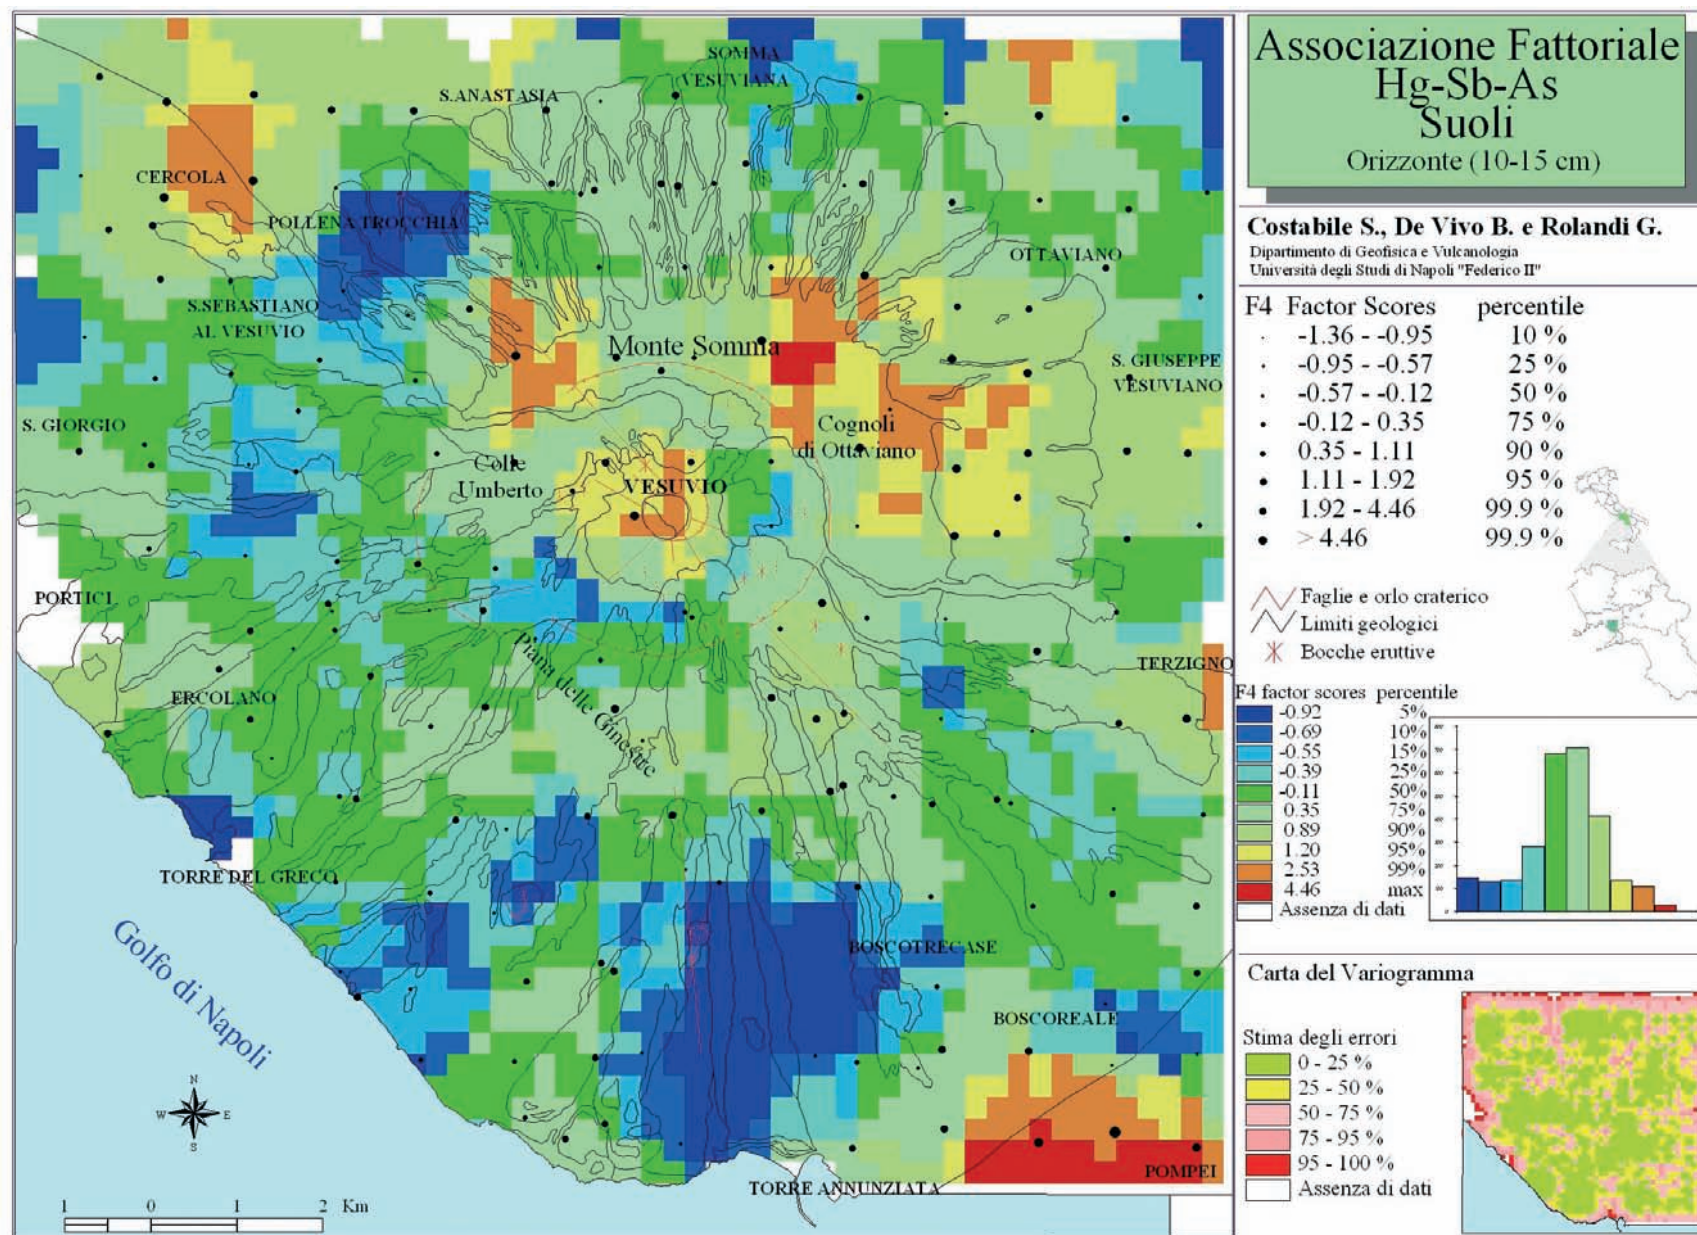 SOMMA
VESUVIANA
S.ANASTASIA
CERCOLA
POLLENA TROCCHIA
OTTAVIANO
S.SEBASTIANO
AL VESUVIO
Monte Somma
S. GIUSEPPE
VESUVIANO
S. GIORGIO
Cognoli
di Ottaviano
Colle
Umberto
VESUVIO
PORTICI
Piana delle Ginestre
TERZIGNO
ERCOLANO
TORRE DEL GRECO
Golfo di Napoli
BOSCOTRECASE
BOSCOREALE
POMPEI
TORRE ANNUNZIATA
N
W E
S
1 0 1 2 Km
Associazione Fattoriale
Hg-Sb-As
Suoli
Orizzonte (10-15 cm)
Costabile S., De Vivo B. e Rolandi G.
Dipartimento di Geofisica e Vulcanologia
Università degli Studi di Napoli "Federico II"
F4 Factor Scores percentile
-1.36 - -0.95 10 %
-0.95 - -0.57 25 %
-0.57 - -0.12 50 %
-0.12 - 0.35 75 %
0.35 - 1.11 90 %
1.11 - 1.92 95 %
1.92 - 4.46 99.9 %
> 4.46 99.9 %
Faglie e orlo craterico
Limiti geologici
Bocche eruttive
F4 factor scores percentile
-0.92 5%
-0.69 10%
-0.55 15%
-0.39 25%
-0.11 50%
0.35 75%
0.89 90%
1.20 95%
2.53 99%
4.46 max
Assenza di dati
Carta del Variogramma
Stima degli errori
0 - 25 %
25 - 50 %
50 - 75 %
75 - 95 %
95 - 100 %
Assenza di dati